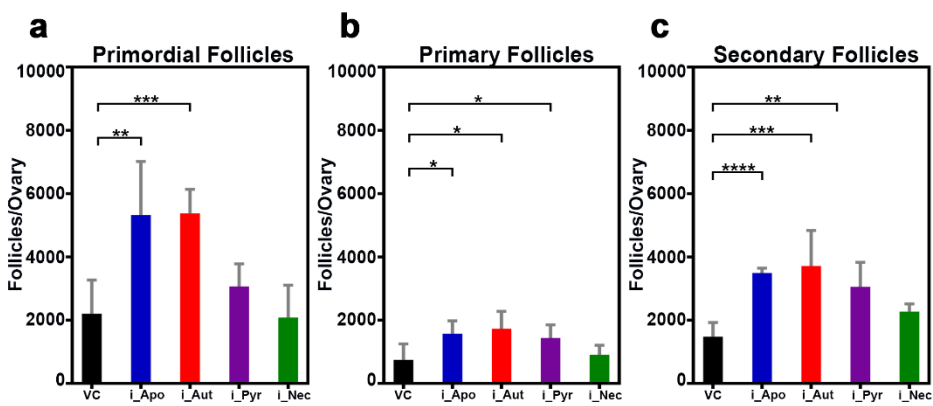 a
Primordial Follicles
Follicles/Ovary
10000
8000
6000
4000
2000
0
***
**
VC
i_Apo
i_Aut
i_Pyr
i_Nec
b
Primary Follicles
Follicles/Ovary
10000
8000
6000
4000
2000
0
*
*
*
VC
i_Apo
i_Aut
i_Pyr
i_Nec
c
Secondary Follicles
Follicles/Ovary
10000
8000
6000
4000
2000
0
**
***
****
VC
i_Apo
i_Aut
i_Pyr
i_Nec